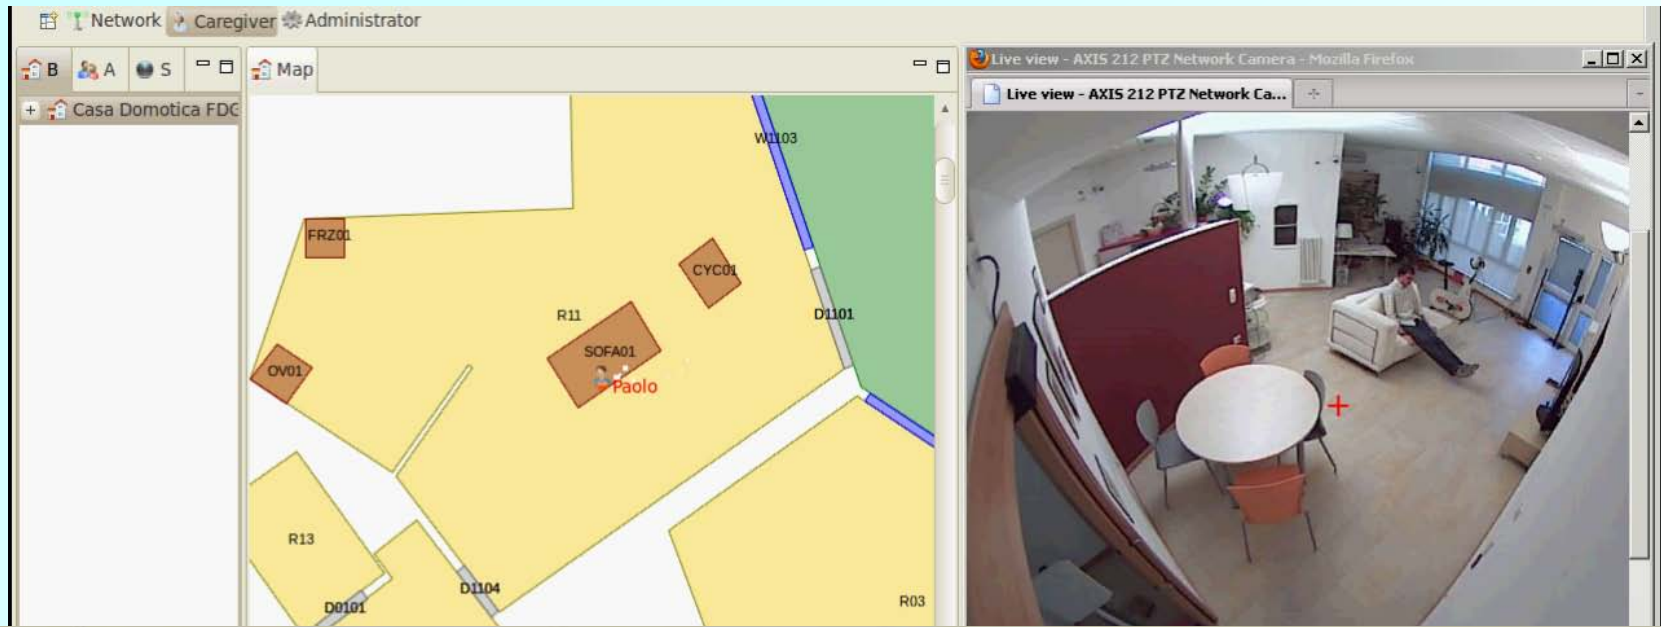 Network Caregiver Administrator
B A S
Map
Casa Domotica FDG
W1103
FRZ01
CYC01
R11
D1101
SOFA01
OV01
Paolo
R13
D1104
D0101
R03
Live view - AXIS 212 PTZ Network Camera - Mozilla Firefox
Live view - AXIS 212 PTZ Network Ca...